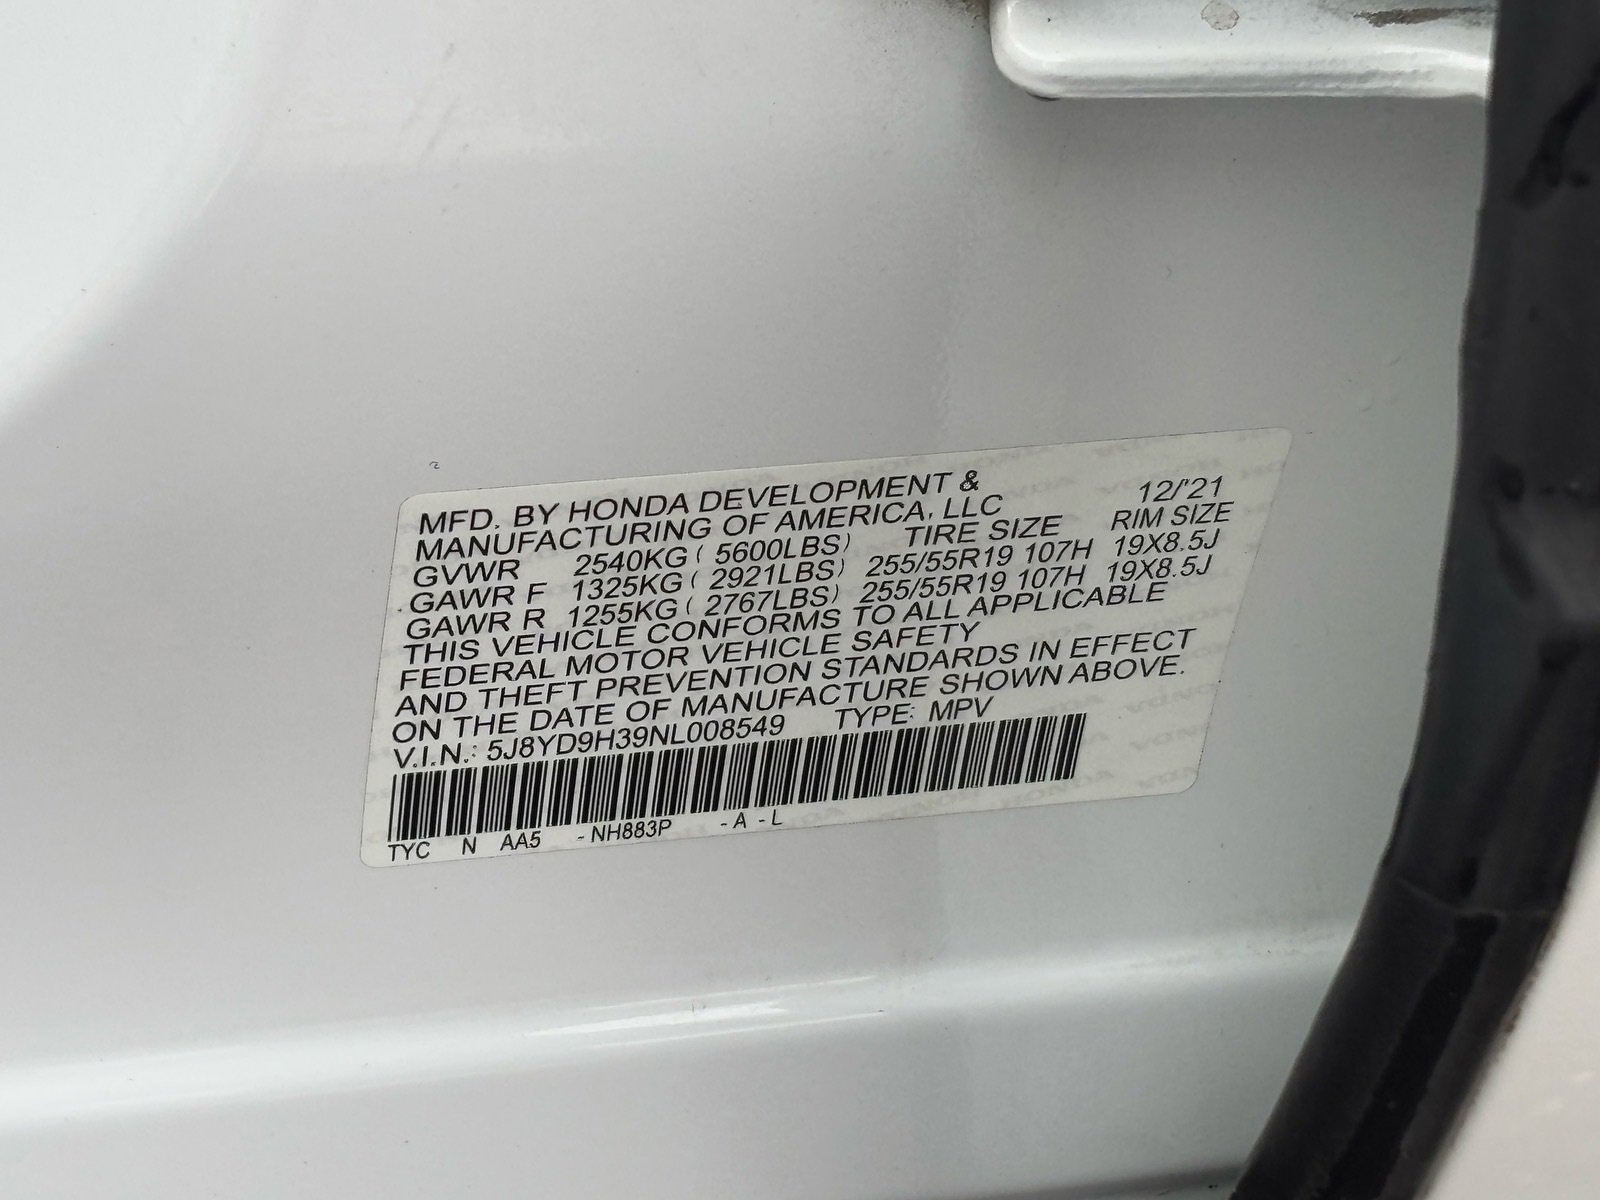 MFD. BY HONDA DEVELOPMENT & 12/'21
MANUFACTURING OF AMERICA, LLC
GVWR 2540KG ( 5600LBS) TIRE SIZE RIM SIZE
GAWR F 1325KG ( 2921LBS) 255/55R19 107H 19X8.5J
GAWR R 1255KG ( 2767LBS) 255/55R19 107H 19X8.5J
THIS VEHICLE CONFORMS TO ALL APPLICABLE
FEDERAL MOTOR VEHICLE SAFETY
AND THEFT PREVENTION STANDARDS IN EFFECT
ON THE DATE OF MANUFACTURE SHOWN ABOVE.
V.I.N.: 5J8YD9H39NL008549 TYPE: MPV
TYC N AA5 - NH883P - A - L